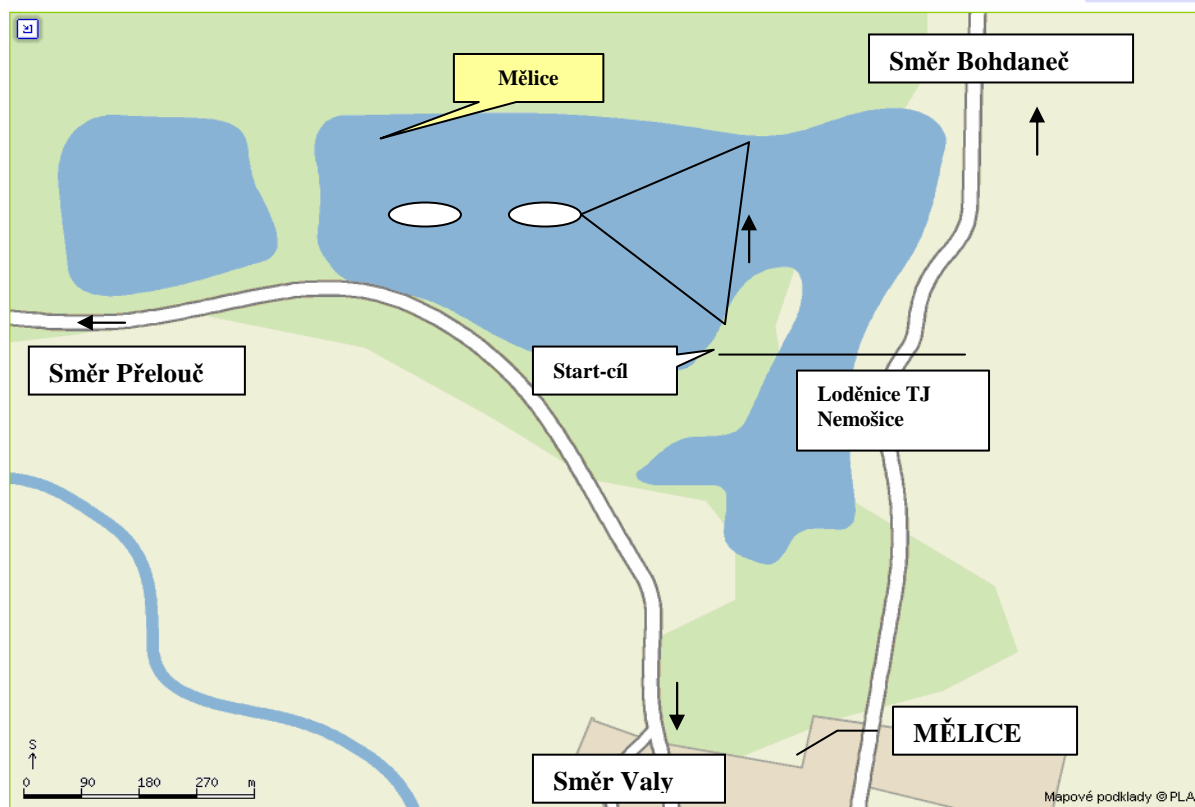 Směr Bohdaneč
Mělice
Směr Přelouč
Start-cíl
Loděnice TJ
Nemošice
MĚLICE
Směr Valy
S
0 90 180 270 m
Mapové podklady © PLA